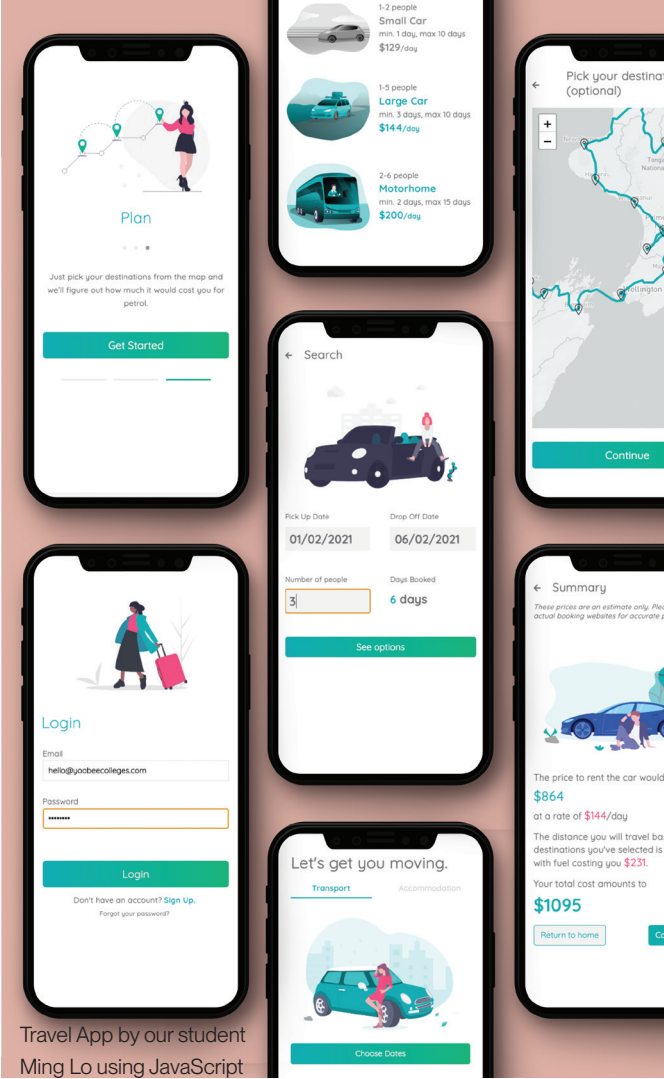 Plan
Just pick your destinations from the map and
we'll figure out how much it would cost you for
petrol.
Get Started
Login
Email
hello@yoobeecolleges.com
Password
••••••••
Login
Don't have an account? Sign Up.
Forgot your password?
Travel App by our student
Ming Lo using JavaScript
1-2 people
Small Car
min. 1 day, max 10 days
$129/day
1-5 people
Large Car
min. 3 days, max 10 days
$144/day
2-6 people
Motorhome
min. 2 days, max 15 days
$200/day
← Search
Pick Up Date
Drop Off Date
01/02/2021
06/02/2021
Number of people
Days Booked
3
6 days
See options
Let's get you moving.
Transport
Accommodation
Choose Dates
← Pick your destinat
(optional)
+
−
Tonga
Nationa
Wellington
Continue
← Summary
These prices are an estimate only. Plea
actual booking websites for accurate p
The price to rent the car would
$864
at a rate of $144/day
The distance you will travel bas
destinations you've selected is
with fuel costing you $231.
Your total cost amounts to
$1095
Return to home
Co